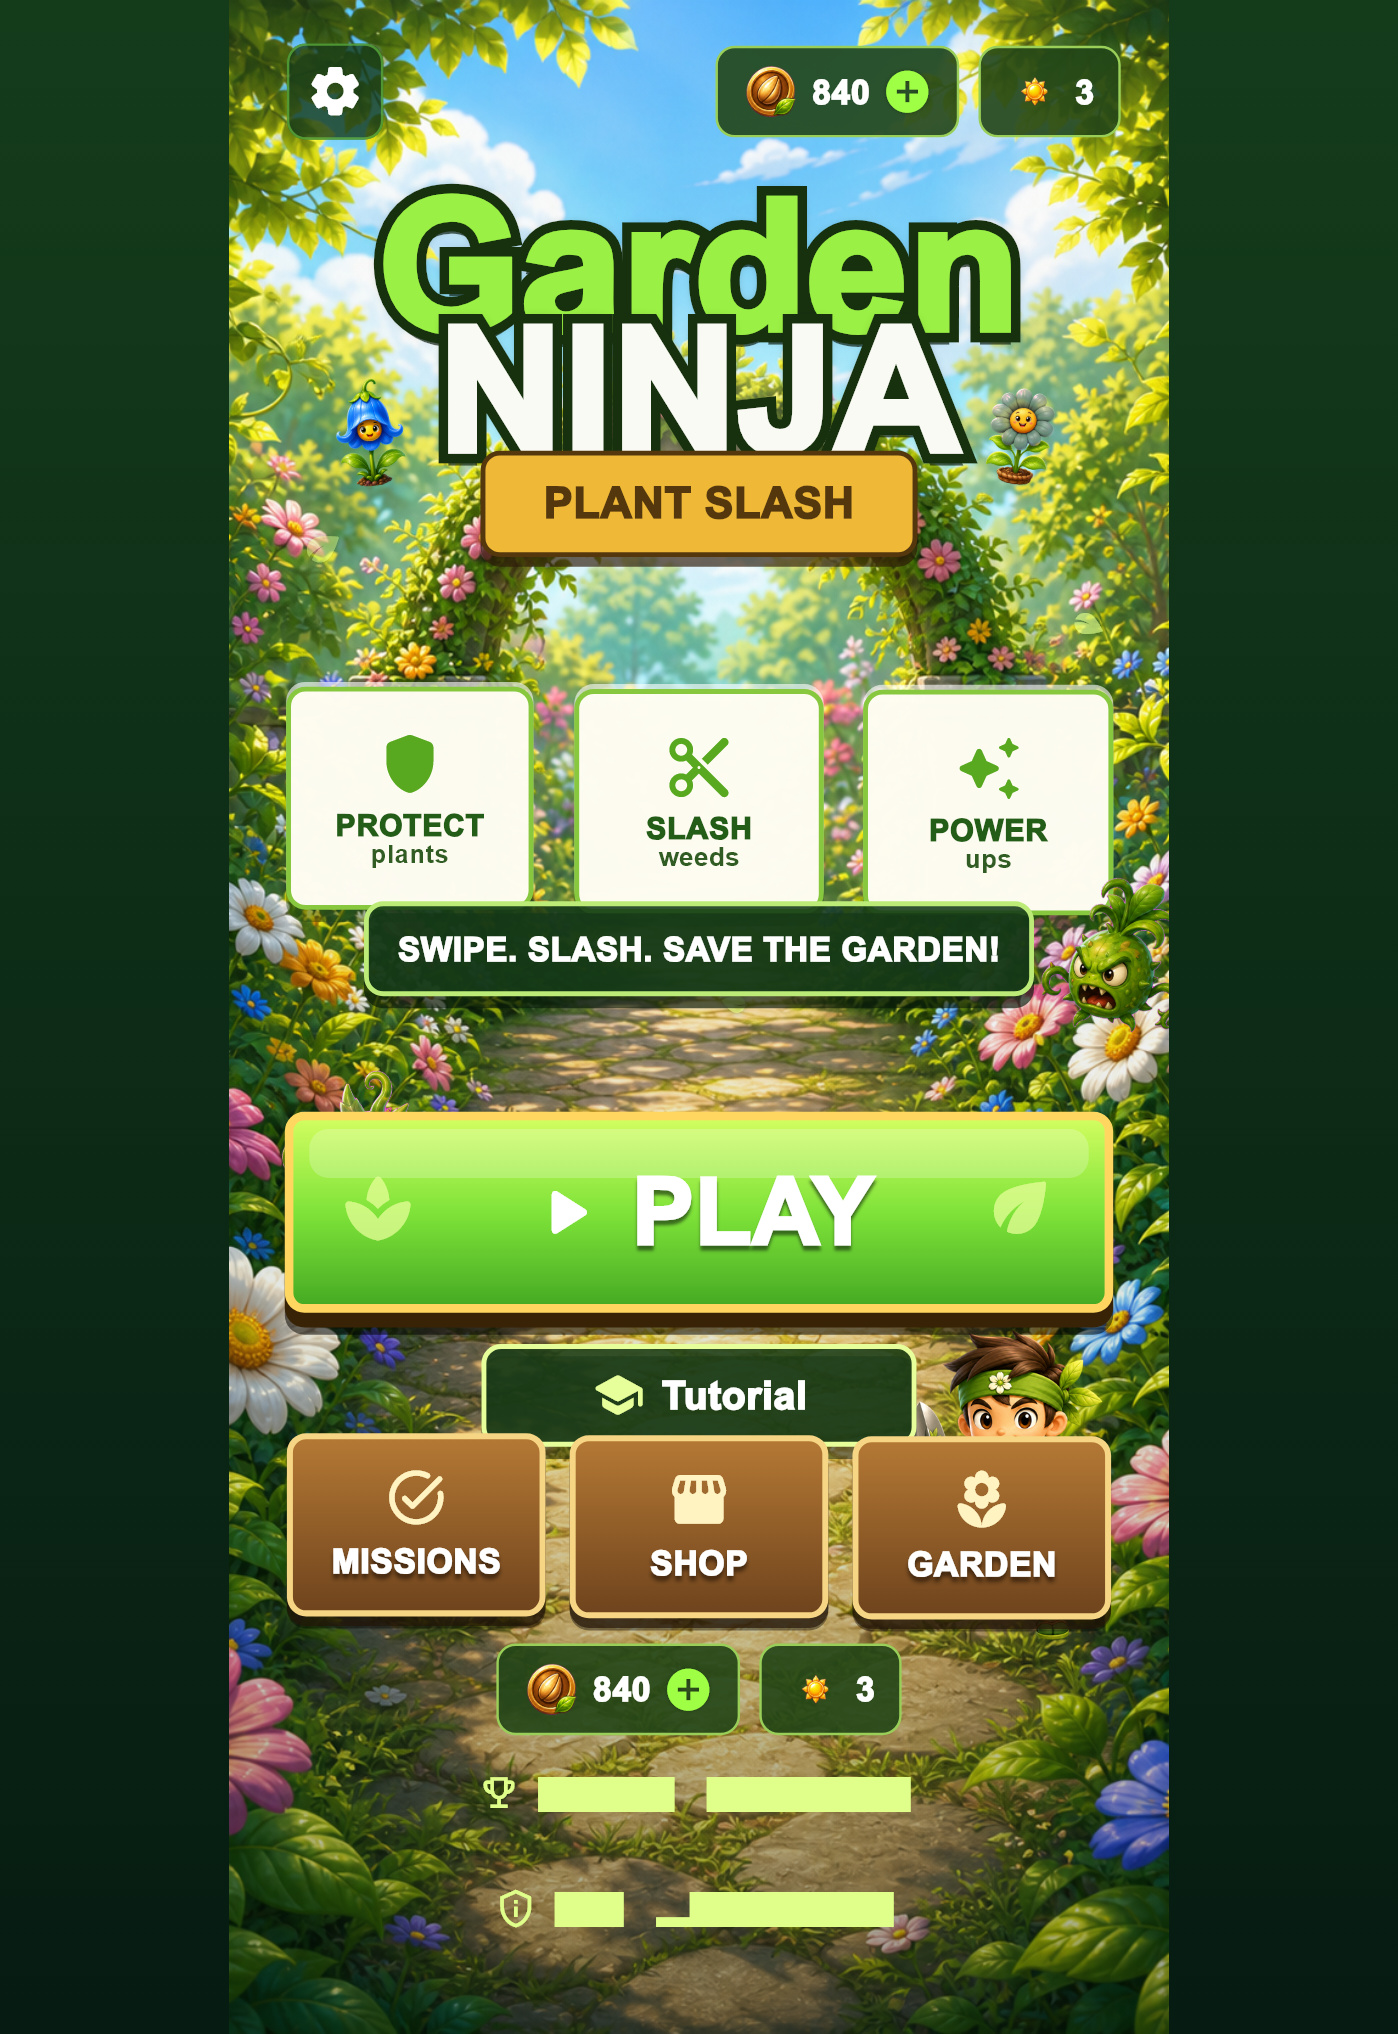 840
3
Garden
NINJA
PLANT SLASH
PROTECT
plants
SLASH
weeds
POWER
ups
SWIPE. SLASH. SAVE THE GARDEN!
PLAY
Tutorial
MISSIONS
SHOP
GARDEN
840
3